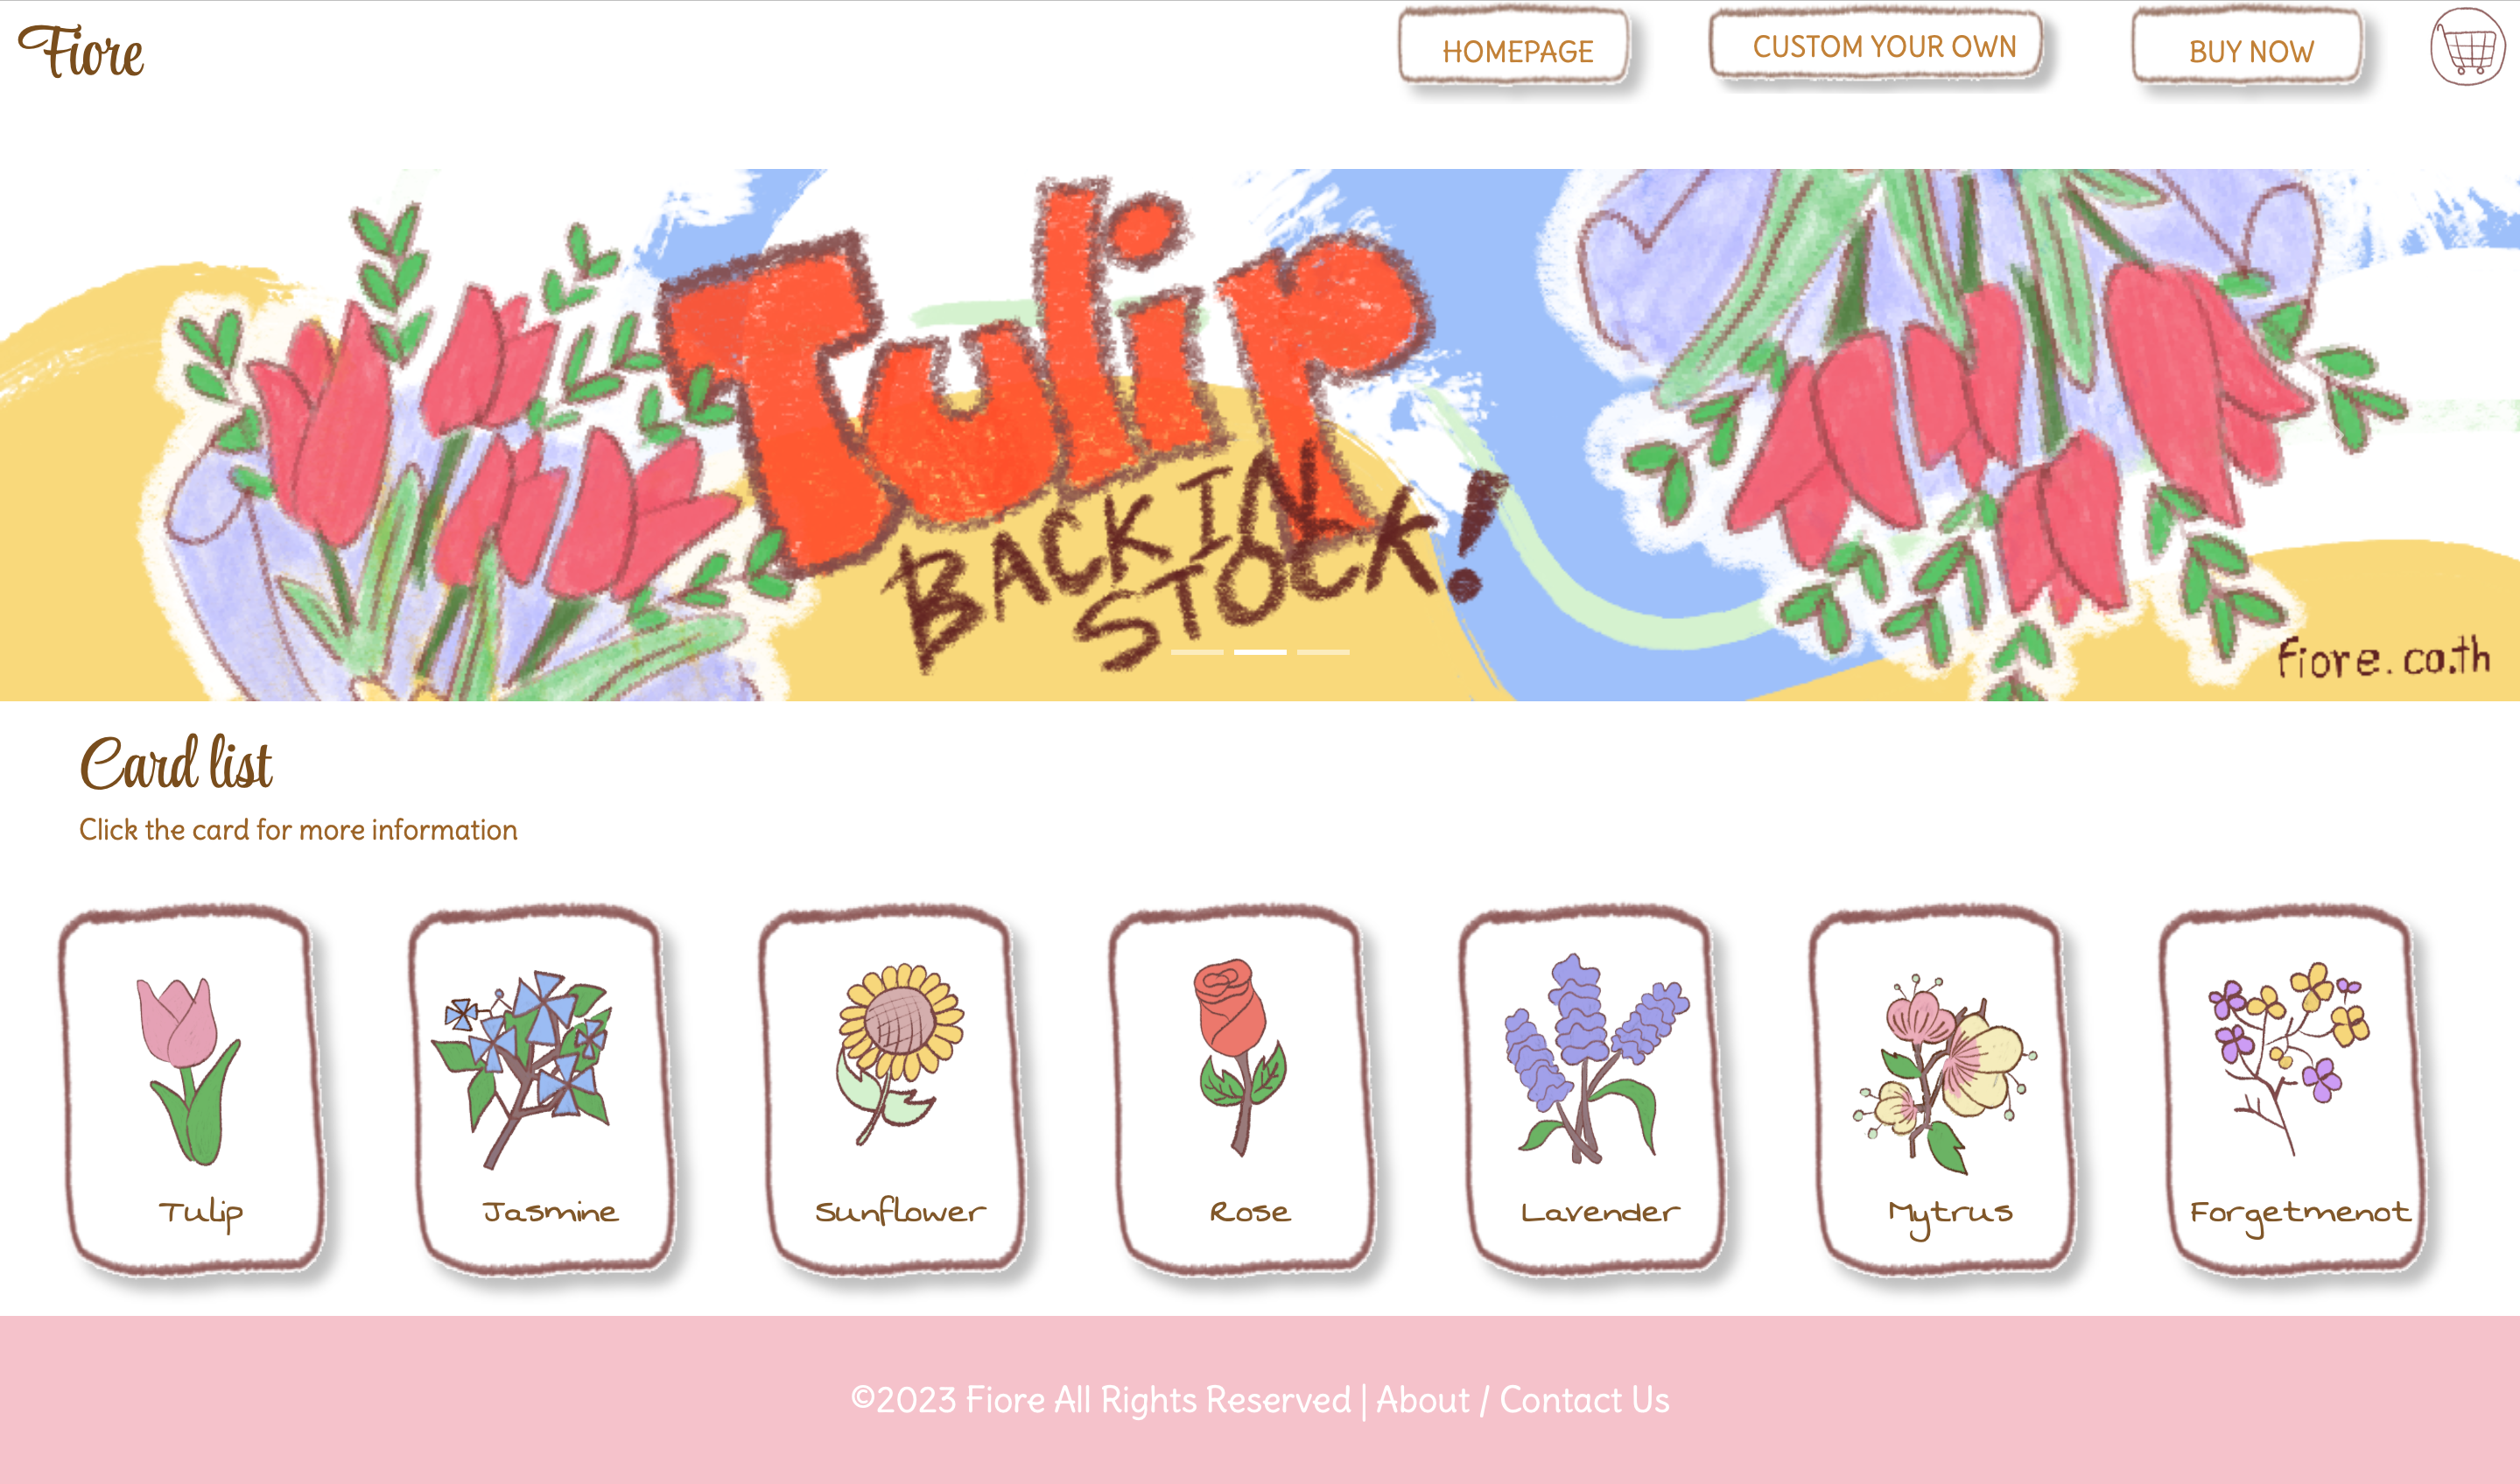 Fiore
HOMEPAGE
CUSTOM YOUR OWN
BUY NOW
Tulip
BACK IN
STOCK!
fiore.co.th
Card list
Click the card for more information
Tulip
Jasmine
Sunflower
Rose
Lavender
Mytrus
Forgetmenot
©2023 Fiore All Rights Reserved | About / Contact Us